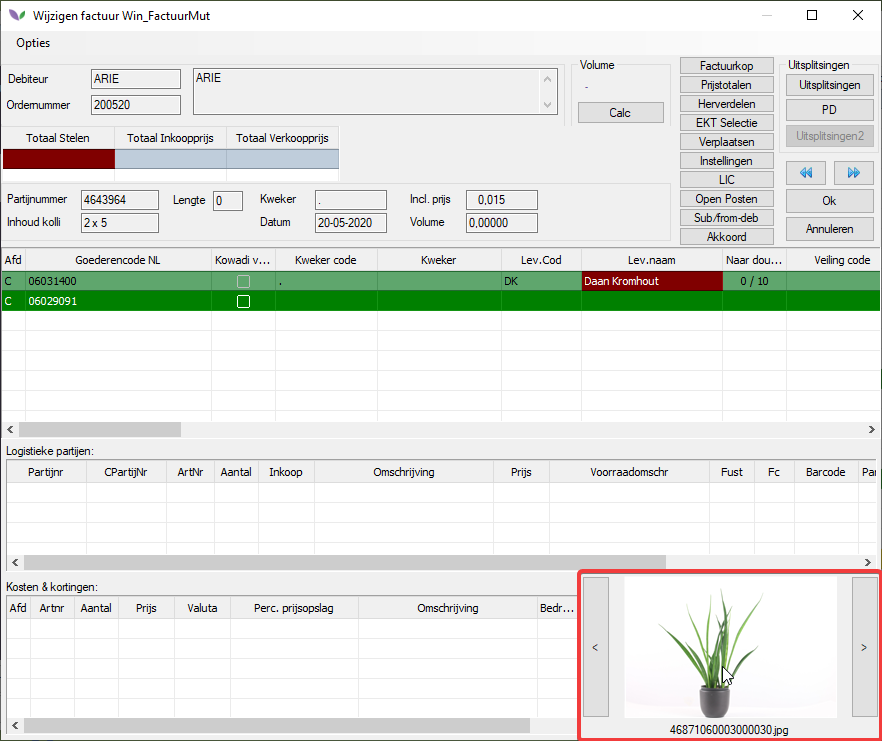 Wijzigen factuur Win_FactuurMut
Opties
Debiteur ARIE ARIE
Ordernummer 200520
Volume
-
Calc
Factuurkop
Prijstotalen
Herverdelen
EKT Selectie
Verplaatsen
Instellingen
LIC
Open Posten
Sub/from-deb
Akkoord
Uitsplitsingen
Uitsplitsingen
PD
Uitsplitsingen2
Ok
Annuleren
Totaal Stelen Totaal Inkoopprijs Totaal Verkoopprijs
Partijnummer 4643964 Lengte 0 Kweker . Incl. prijs 0,015
Inhoud kolli 2 x 5 Datum 20-05-2020 Volume 0,00000
Afd Goederencode NL Kowadi v... Kweker code Kweker Lev.Cod Lev.naam Naar dou... Veiling code
C 06031400 . DK Daan Kromhout 0 / 10
C 06029091
Logistieke partijen:
Partijnr CPartijNr ArtNr Aantal Inkoop Omschrijving Prijs Voorraadomschr Fust Fc Barcode Pa
Kosten & kortingen:
Afd Artnr Aantal Prijs Valuta Perc. prijsopslag Omschrijving Bedr...
< >
46871060003000030.jpg